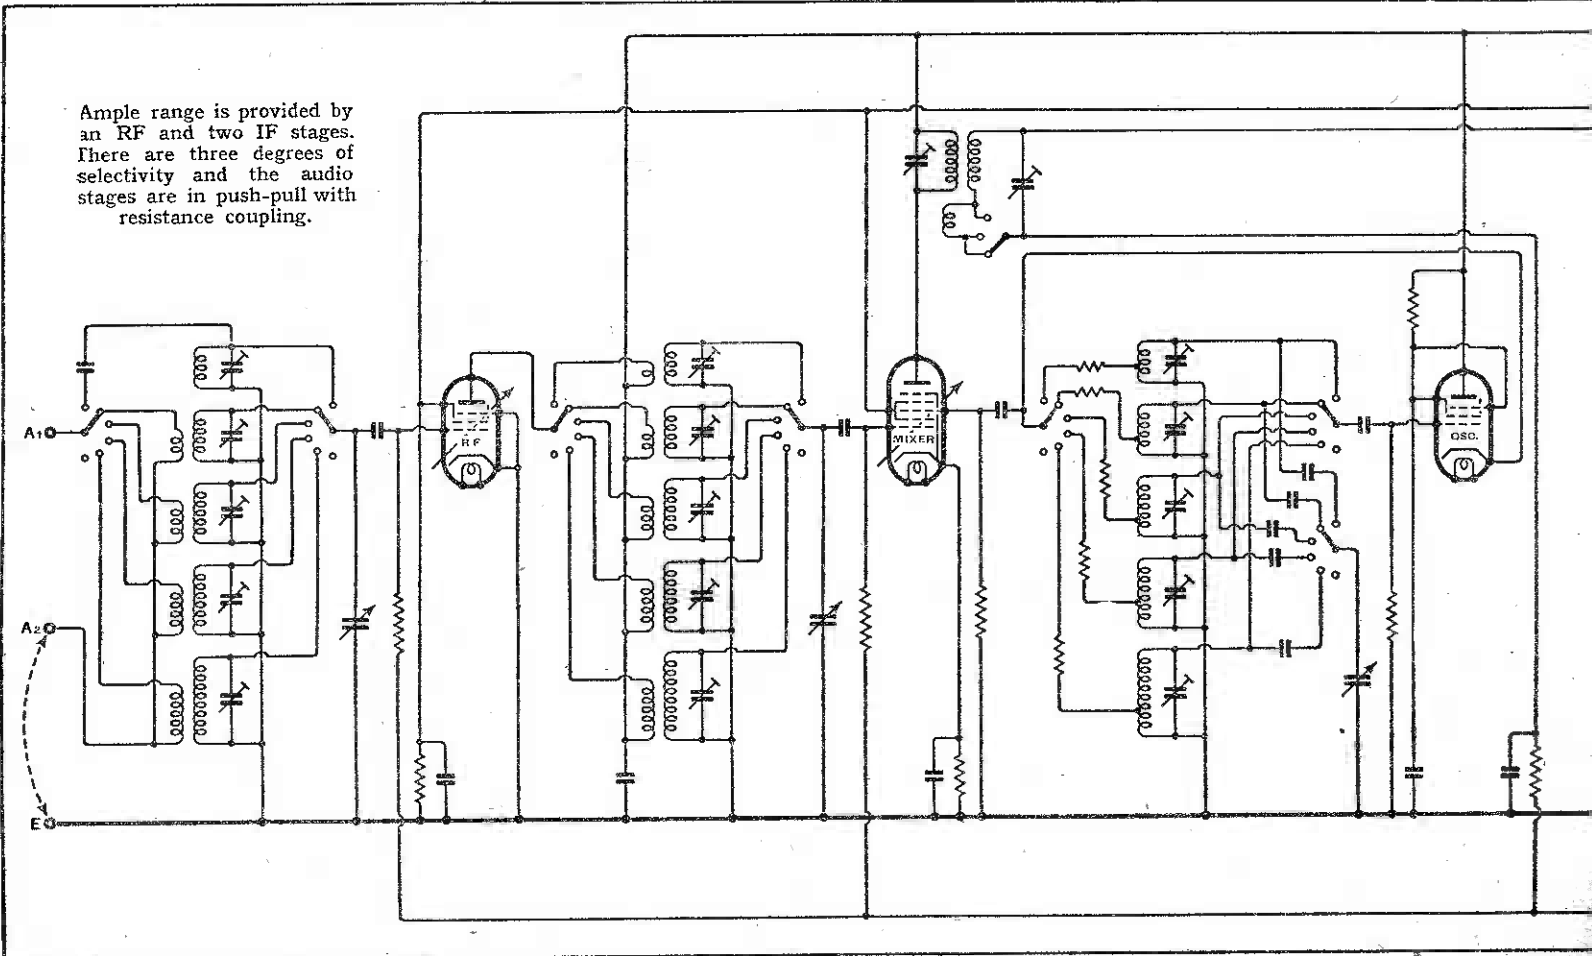 Ample range is provided by
an RF and two IF stages.
There are three degrees of
selectivity and the audio
stages are in push-pull with
resistance coupling.
RF
MIXER
OSC.
A1
A2
E